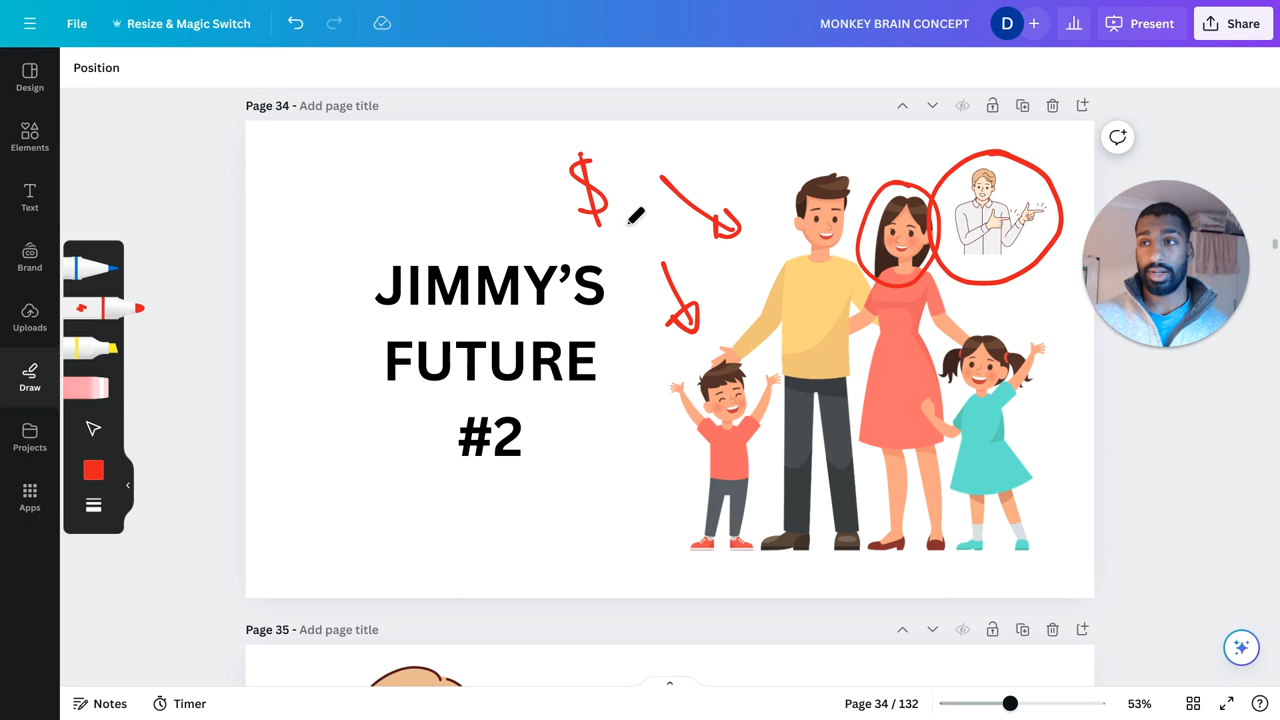 File
Resize & Magic Switch
MONKEY BRAIN CONCEPT
D
+
Present
Share
Position
Design
Elements
Text
Brand
Uploads
Draw
Projects
Apps
Page 34 - Add page title
$
JIMMY’S
FUTURE
#2
Page 35 - Add page title
Notes
Timer
Page 34 / 132
53%
?